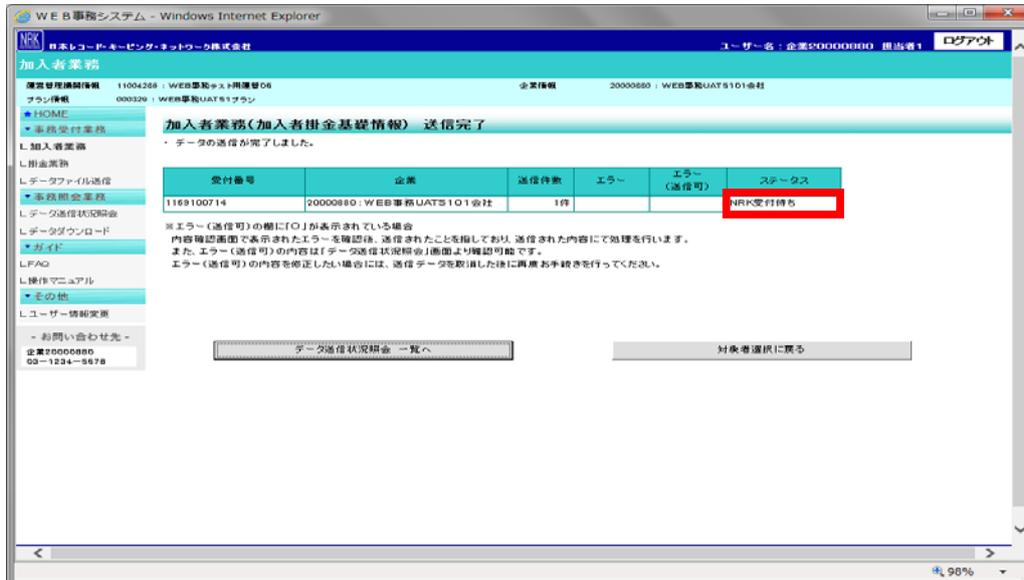 WEB事務システム - Windows Internet Explorer
NRK 日本レコード・キーピング・ネットワーク株式会社
ユーザー名:企業20000880 担当者1
ログアウト
加入者業務
運営管理機関情報 11004288:WEB事務テスト用運営06 企業情報 20000880:WEB事務UATS101会社
プラン情報 000329:WEB事務UATS1プラン
★HOME
▼事務受付業務
L加入者業務
L掛金業務
Lデータファイル送信
▼事務照会業務
Lデータ送信状況照会
Lデータダウンロード
▼ガイド
LFAQ
L操作マニュアル
▼その他
Lユーザー情報変更
- お問い合わせ先 -
企業20000880
03-1234-5678
加入者業務(加入者掛金基礎情報) 送信完了
・ データの送信が完了しました。
受付番号 企業 送信件数 エラー エラー(送信可) ステータス
1169100714 20000880:WEB事務UATS101会社 1件 NRK受付待ち
※エラー(送信可)の欄に「○」が表示されている場合
内容確認画面で表示されたエラーを確認後、送信されたことを指しており、送信された内容にて処理を行います。
また、エラー(送信可)の内容は「データ送信状況照会」画面より確認可能です。
エラー(送信可)の内容を修正したい場合には、送信データを取消した後に再度お手続きを行ってください。
データ送信状況照会 一覧へ
対象者選択に戻る
98%